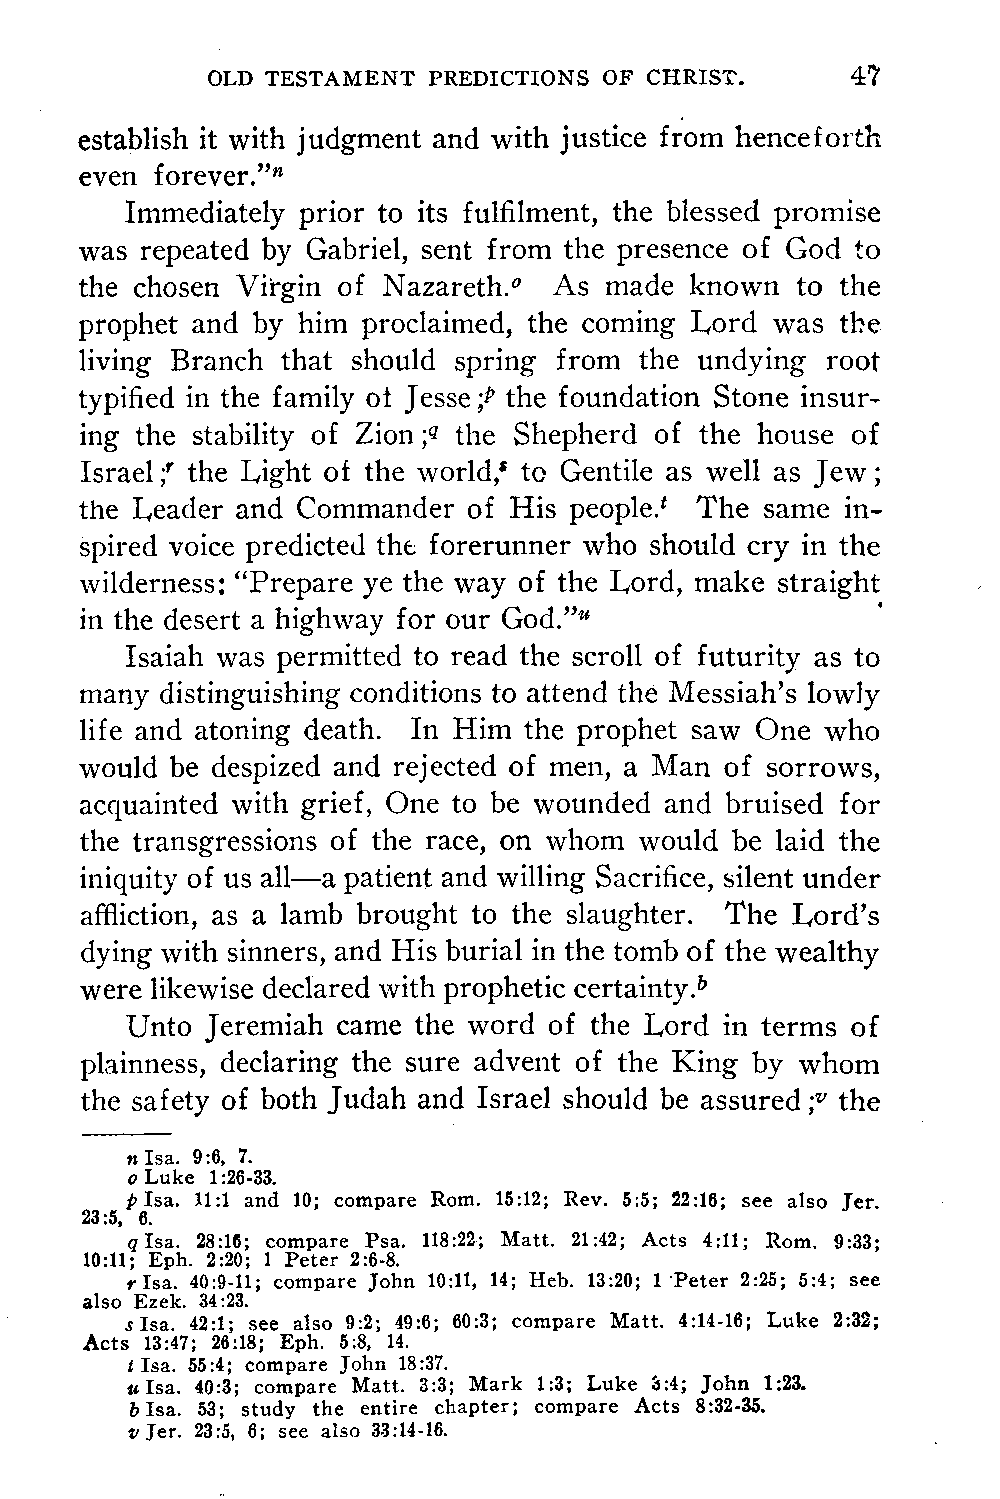 OLD TESTAMENT PREDICTIONS OF CHRIST. 47
establish it with judgment and with justice from henceforth
even forever."n
Immediately prior to its fulfilment, the blessed promise
was repeated by Gabriel, sent from the presence of God to
the chosen Virgin of Nazareth.o As made known to the
prophet and by him proclaimed, the coming Lord was the
living Branch that should spring from the undying root
typified in the family of Jesse;p the foundation Stone insur-
ing the stability of Zion;q the Shepherd of the house of
Israel;r the Light of the world,s to Gentile as well as Jew;
the Leader and Commander of His people.t The same in-
spired voice predicted the forerunner who should cry in the
wilderness: "Prepare ye the way of the Lord, make straight
in the desert a highway for our God."u
Isaiah was permitted to read the scroll of futurity as to
many distinguishing conditions to attend the Messiah's lowly
life and atoning death. In Him the prophet saw One who
would be despized and rejected of men, a Man of sorrows,
acquainted with grief, One to be wounded and bruised for
the transgressions of the race, on whom would be laid the
iniquity of us all—a patient and willing Sacrifice, silent under
affliction, as a lamb brought to the slaughter. The Lord's
dying with sinners, and His burial in the tomb of the wealthy
were likewise declared with prophetic certainty.b
Unto Jeremiah came the word of the Lord in terms of
plainness, declaring the sure advent of the King by whom
the safety of both Judah and Israel should be assured;v the
n Isa. 9:6, 7.
o Luke 1:26-33.
p Isa. 11:1 and 10; compare Rom. 15:12; Rev. 5:5; 22:16; see also Jer.
23:5, 6.
q Isa. 28:16; compare Psa. 118:22; Matt. 21:42; Acts 4:11; Rom. 9:33;
10:11; Eph. 2:20; 1 Peter 2:6-8.
r Isa. 40:9-11; compare John 10:11, 14; Heb. 13:20; 1 Peter 2:25; 5:4; see
also Ezek. 34:23.
s Isa. 42:1; see also 9:2; 49:6; 60:3; compare Matt. 4:14-16; Luke 2:32;
Acts 13:47; 26:18; Eph. 5:8, 14.
t Isa. 55:4; compare John 18:37.
u Isa. 40:3; compare Matt. 3:3; Mark 1:3; Luke 3:4; John 1:23.
b Isa. 53; study the entire chapter; compare Acts 8:32-35.
v Jer. 23:5, 6; see also 33:14-16.